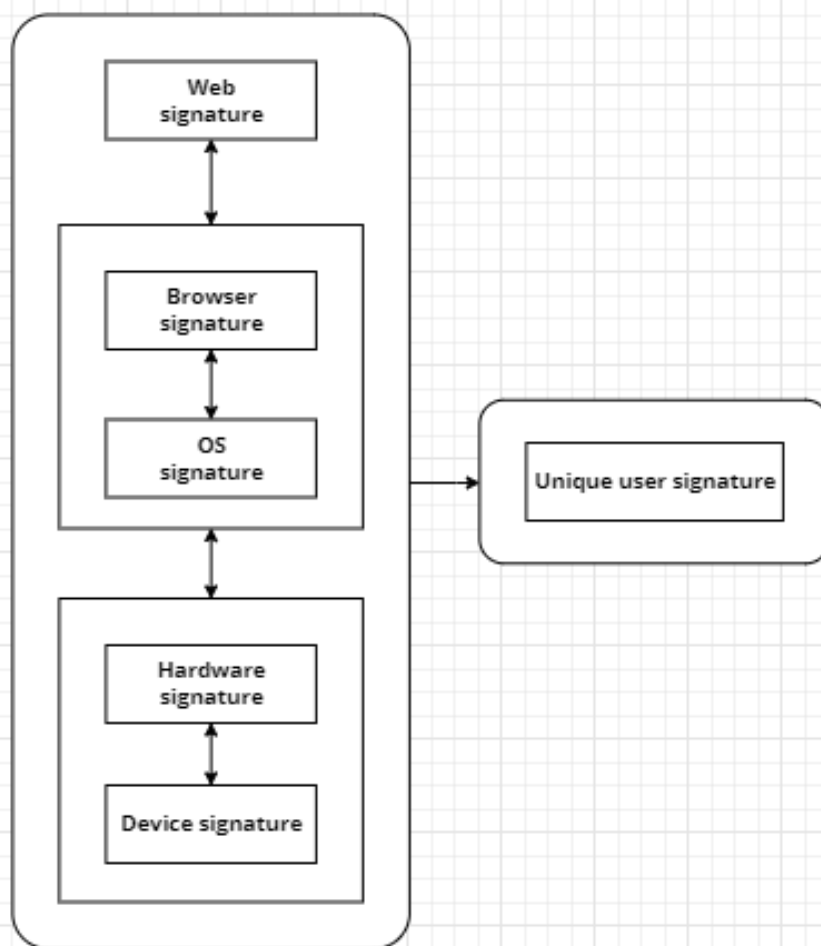 Web
signature
Browser
signature
OS
signature
Unique user signature
Hardware
signature
Device signature